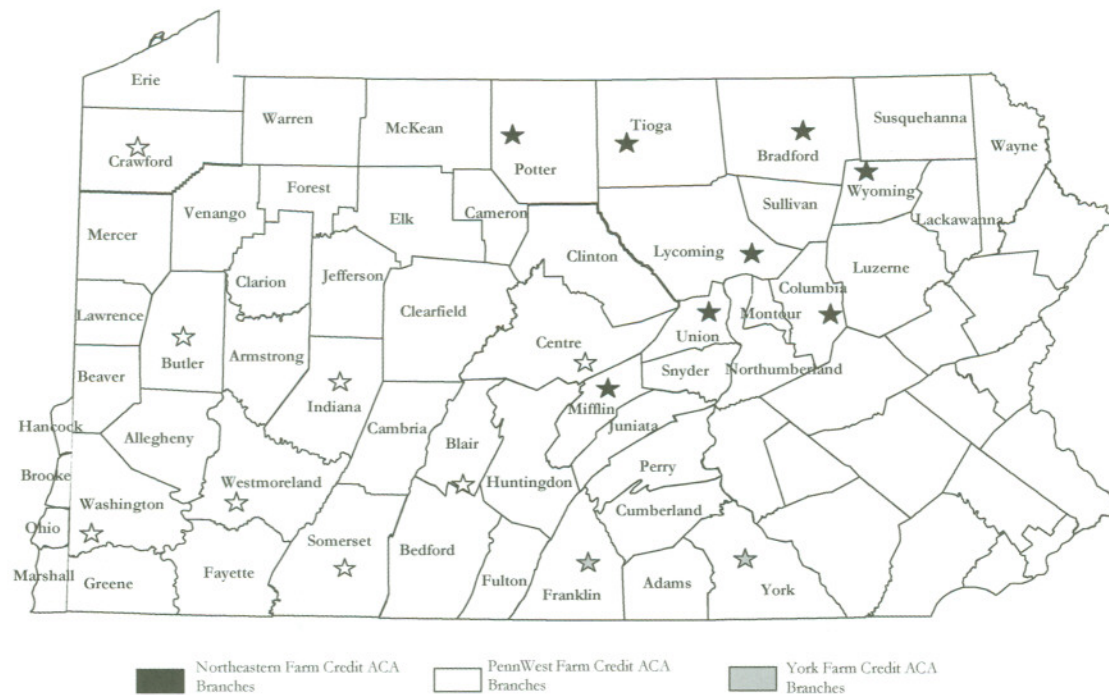 Erie
Warren
McKean
Susquehanna
Tioga
Crawford
Potter
Bradford
Wayne
Forest
Wyoming
Venango
Elk
Cameron
Sullivan
Lackawanna
Mercer
Lycoming
Clinton
Jefferson
Luzerne
Clarion
Columbia
Lawrence
Clearfield
Montour
Union
Centre
Butler
Armstrong
Beaver
Snyder
Northumberland
Indiana
Mifflin
Hancock
Allegheny
Cambria
Juniata
Blair
Brooke
Perry
Westmoreland
Huntingdon
Washington
Cumberland
Ohio
Somerset
Bedford
Marshall
Greene
Fayette
Fulton
Franklin
Adams
York
Northeastern Farm Credit ACA
Branches
PennWest Farm Credit ACA
Branches
York Farm Credit ACA
Branches